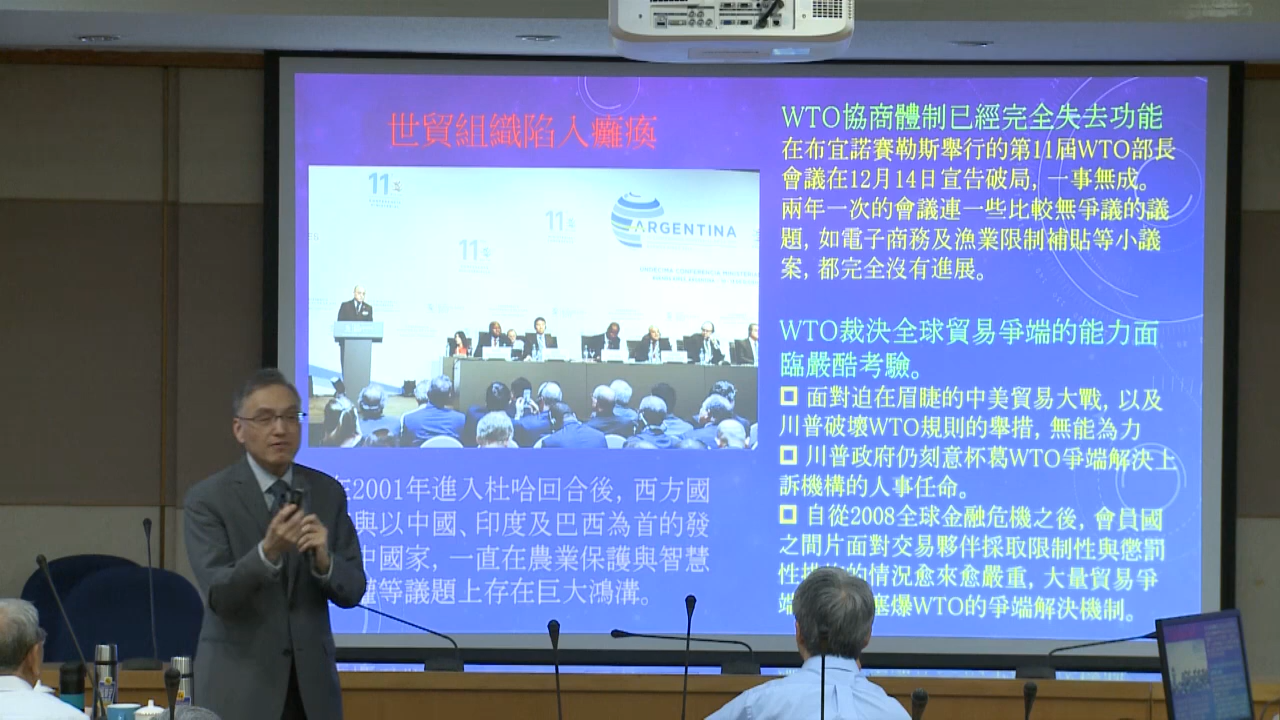 世貿組織陷入癱瘓
11
11
11
ARGENTINA
在2001年進入杜哈回合後, 西方國
與以中國、印度及巴西為首的發
中國家, 一直在農業保護與智慧
等議題上存在巨大鴻溝。
WTO協商體制已經完全失去功能
在布宜諾賽勒斯舉行的第11屆WTO部長
會議在12月14日宣告破局, 一事無成。
兩年一次的會議連一些比較無爭議的議
題, 如電子商務及漁業限制補貼等小議
案, 都完全沒有進展。
WTO裁決全球貿易爭端的能力面
臨嚴酷考驗。
面對迫在眉睫的中美貿易大戰, 以及
川普破壞WTO規則的舉措, 無能為力
川普政府仍刻意杯葛WTO爭端解決上
訴機構的人事任命。
自從2008全球金融危機之後, 會員國
之間片面對交易夥伴採取限制性與懲罰
性措施的情況愈來愈嚴重, 大量貿易爭
端塞爆WTO的爭端解決機制。